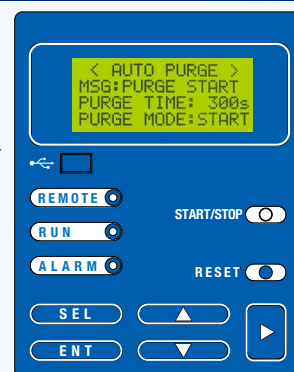 < AUTO PURGE >
MSG:PURGE START
PURGE TIME: 300s
PURGE MODE:START
REMOTE
START/STOP
RUN
ALARM
RESET
SEL
ENT